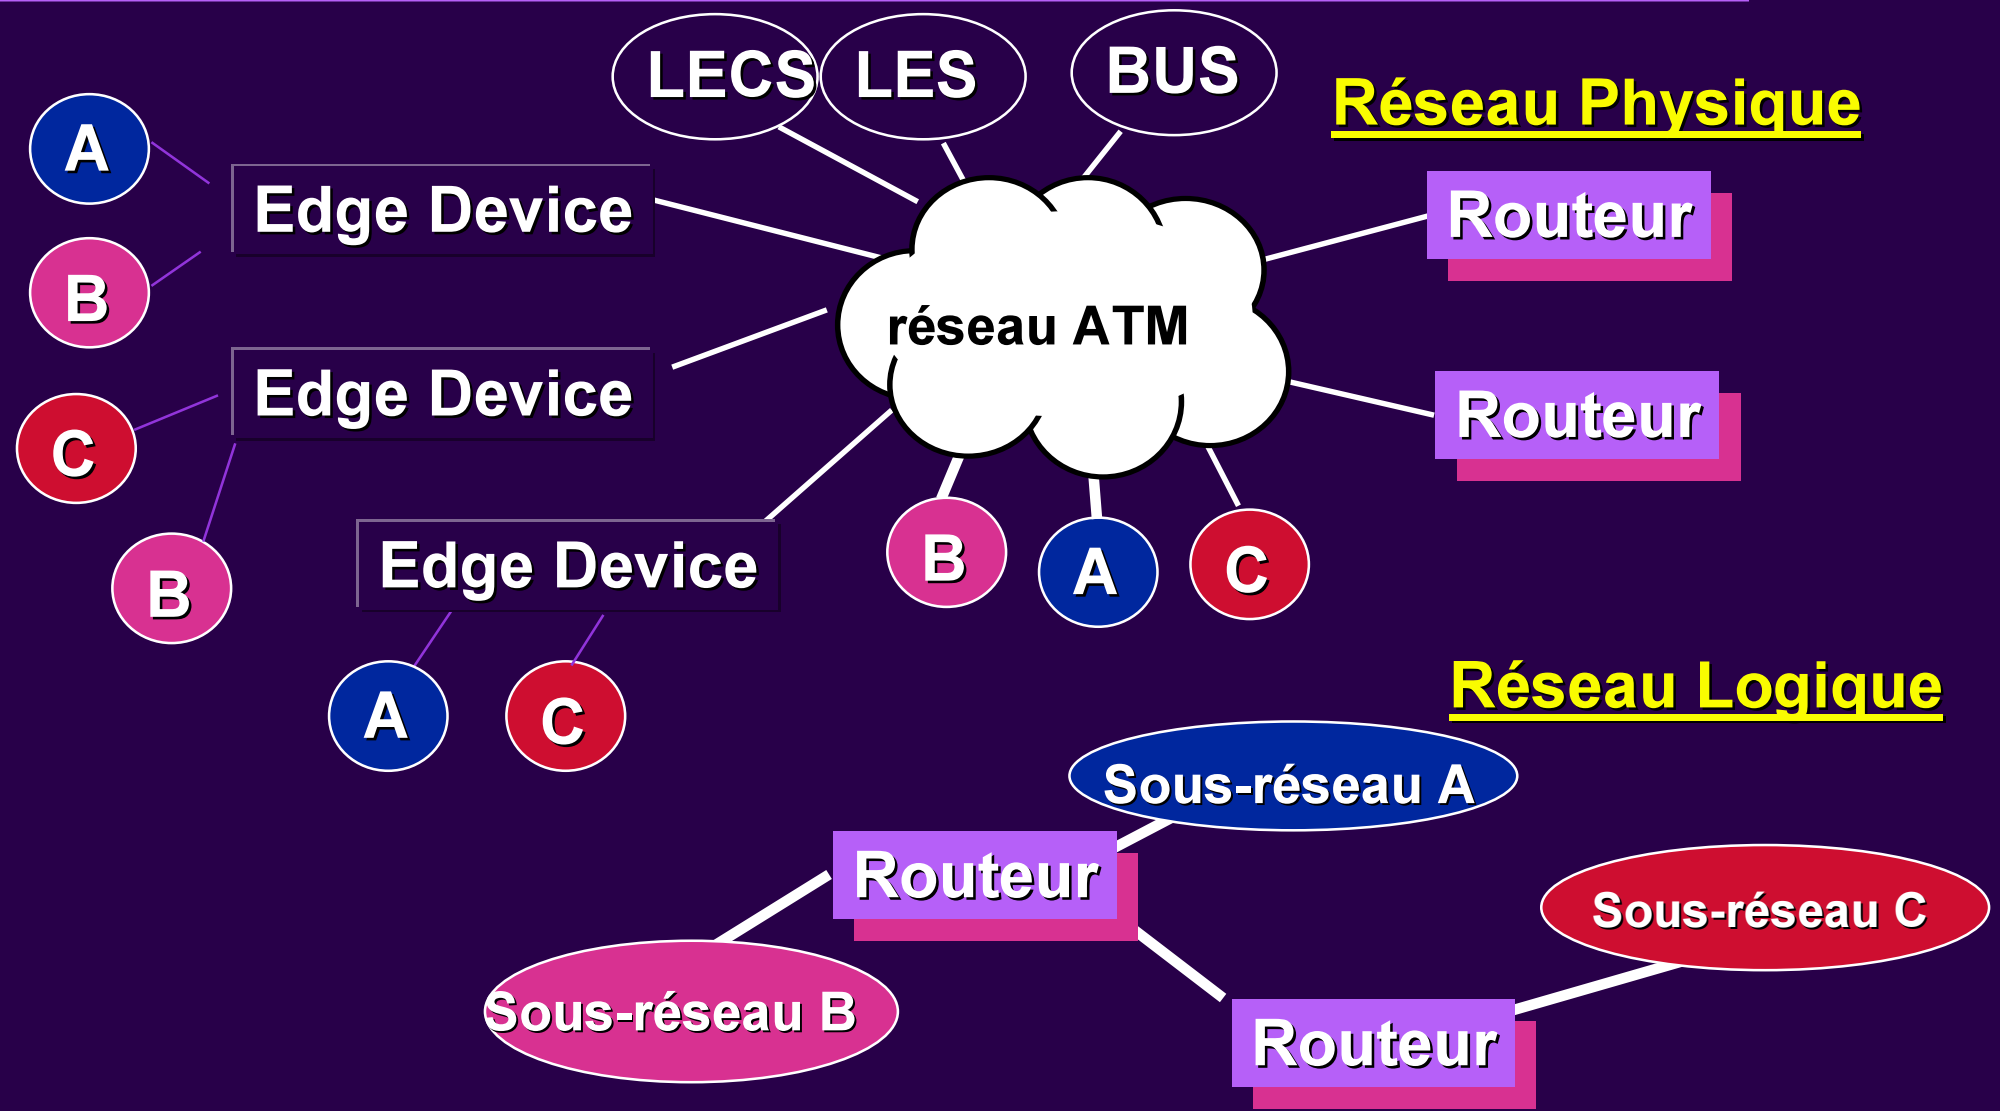 LECS
LES
BUS
Réseau Physique
A
Edge Device
Routeur
B
réseau ATM
Edge Device
Routeur
C
B
Edge Device
B
A
C
A
C
Réseau Logique
Sous-réseau A
Routeur
Sous-réseau C
Sous-réseau B
Routeur